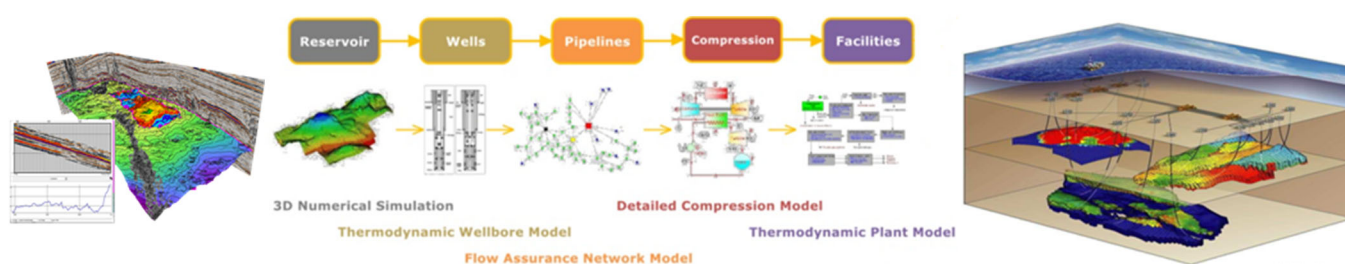 Reservoir
Wells
Pipelines
Compression
Facilities
3D Numerical Simulation
Detailed Compression Model
Thermodynamic Wellbore Model
Thermodynamic Plant Model
Flow Assurance Network Model